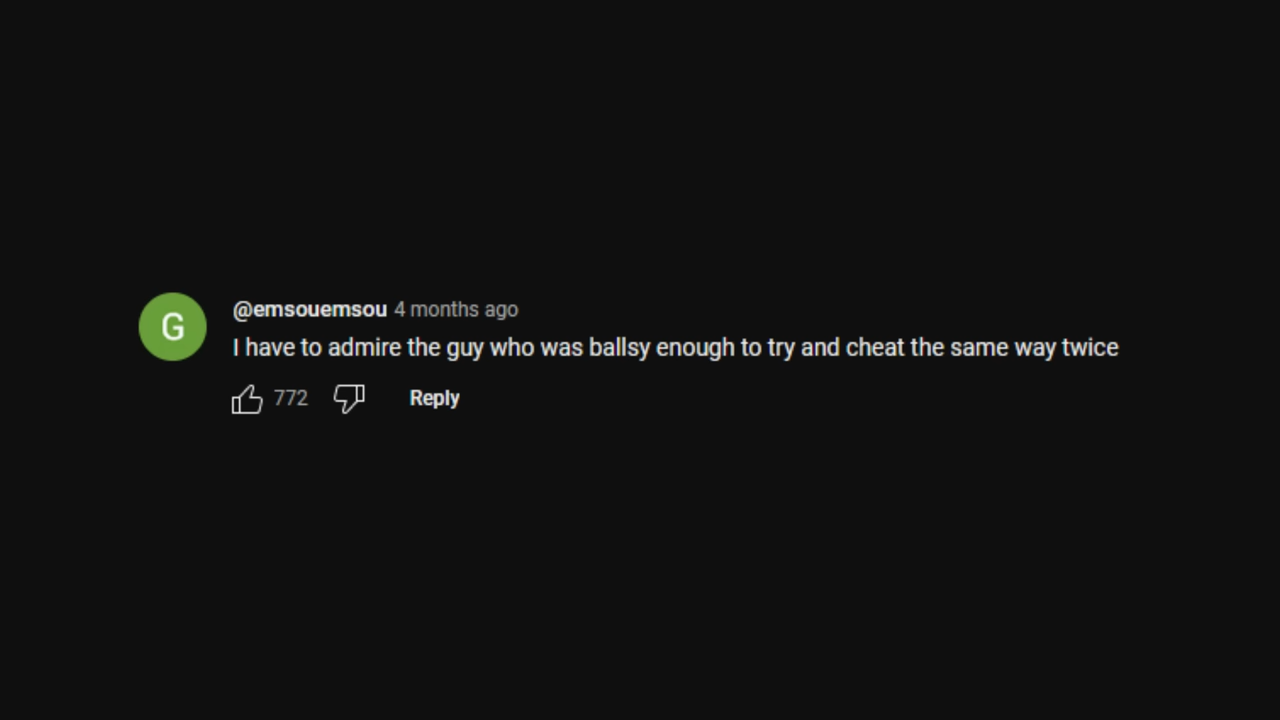 G
@emsouemsou 4 months ago
I have to admire the guy who was ballsy enough to try and cheat the same way twice
772 Reply